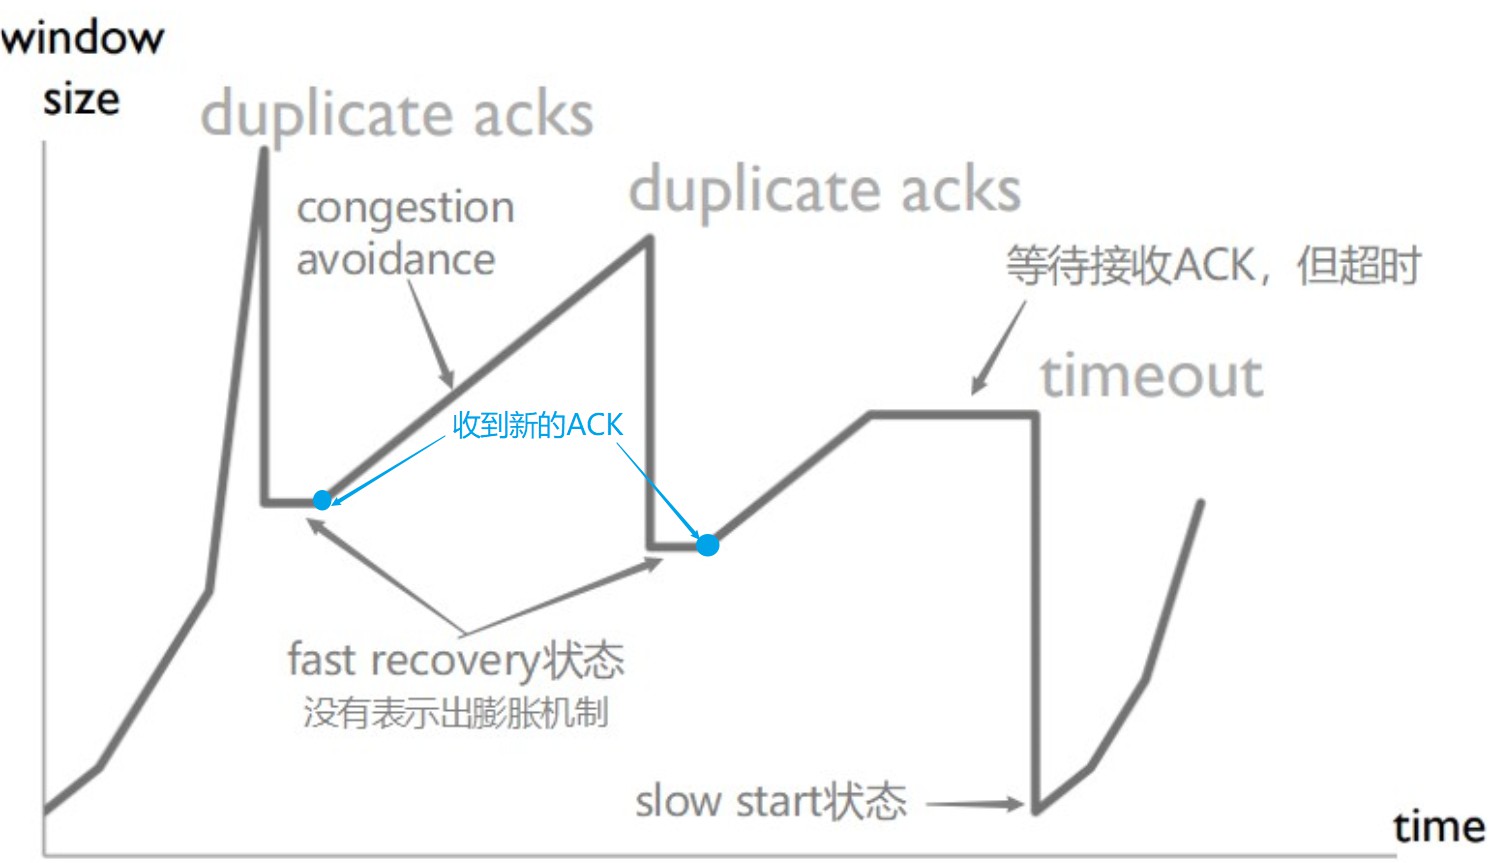 window
size
duplicate acks
duplicate acks
congestion
avoidance
等待接收ACK，但超时
timeout
收到新的ACK
fast recovery状态
没有表示出膨胀机制
slow start状态
time